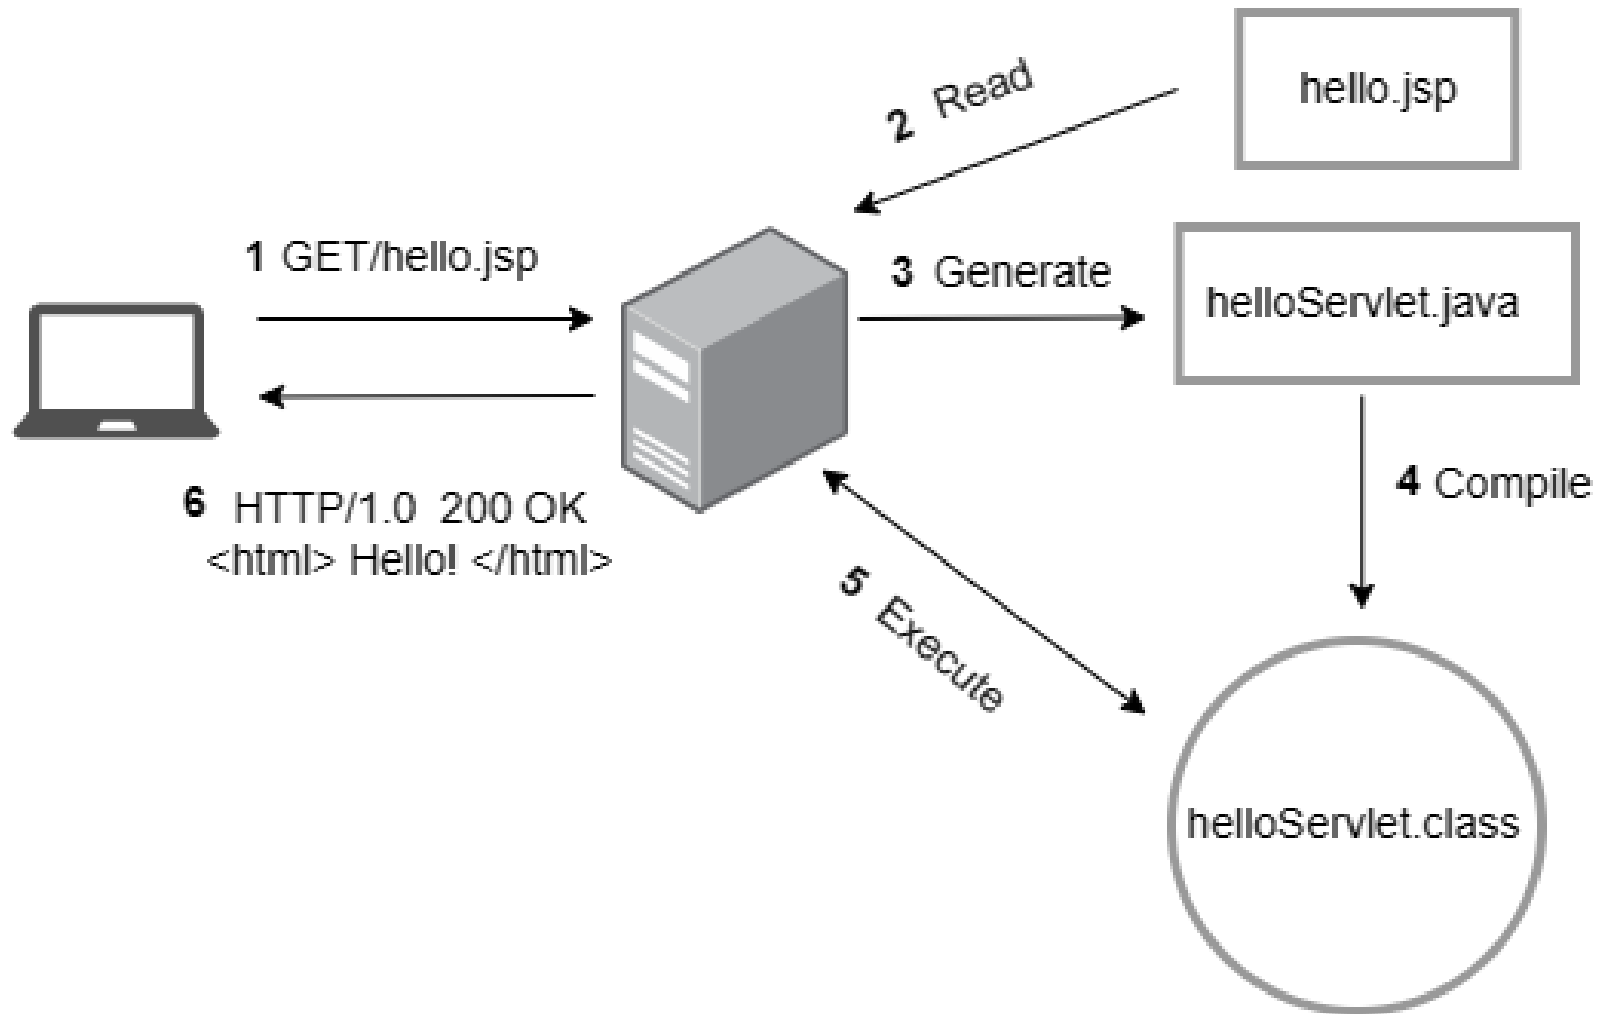 hello.jsp
2 Read
1 GET/hello.jsp
3 Generate
helloServlet.java
4 Compile
6 HTTP/1.0 200 OK
<html> Hello! </html>
5 Execute
helloServlet.class